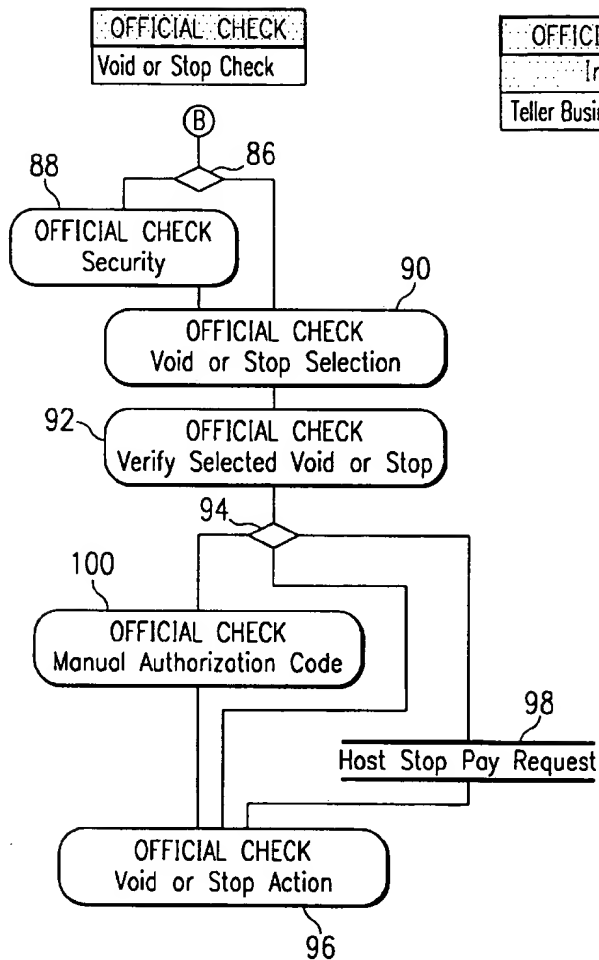 OFFICIAL CHECK
Void or Stop Check
Teller
B
86
88
OFFICIAL CHECK
Security
90
OFFICIAL CHECK
Void or Stop Selection
92
OFFICIAL CHECK
Verify Selected Void or Stop
94
100
OFFICIAL CHECK
Manual Authorization Code
98
Host Stop Pay Request
OFFICIAL CHECK
Void or Stop Action
96